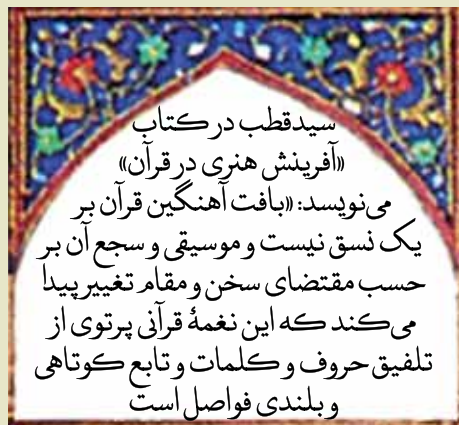 سیدقطب در کتاب
«آفرینش هنری در قرآن»
می‌نویسد: «بافت آهنگین قرآن بر
یک نسق نیست و موسیقی و سجع آن بر
حسب مقتضای سخن و مقام تغییر پیدا
می‌کند که این نغمهٔ قرآنی پرتوی از
تلفیق حروف و کلمات و تابع کوتاهی
و بلندی فواصل است